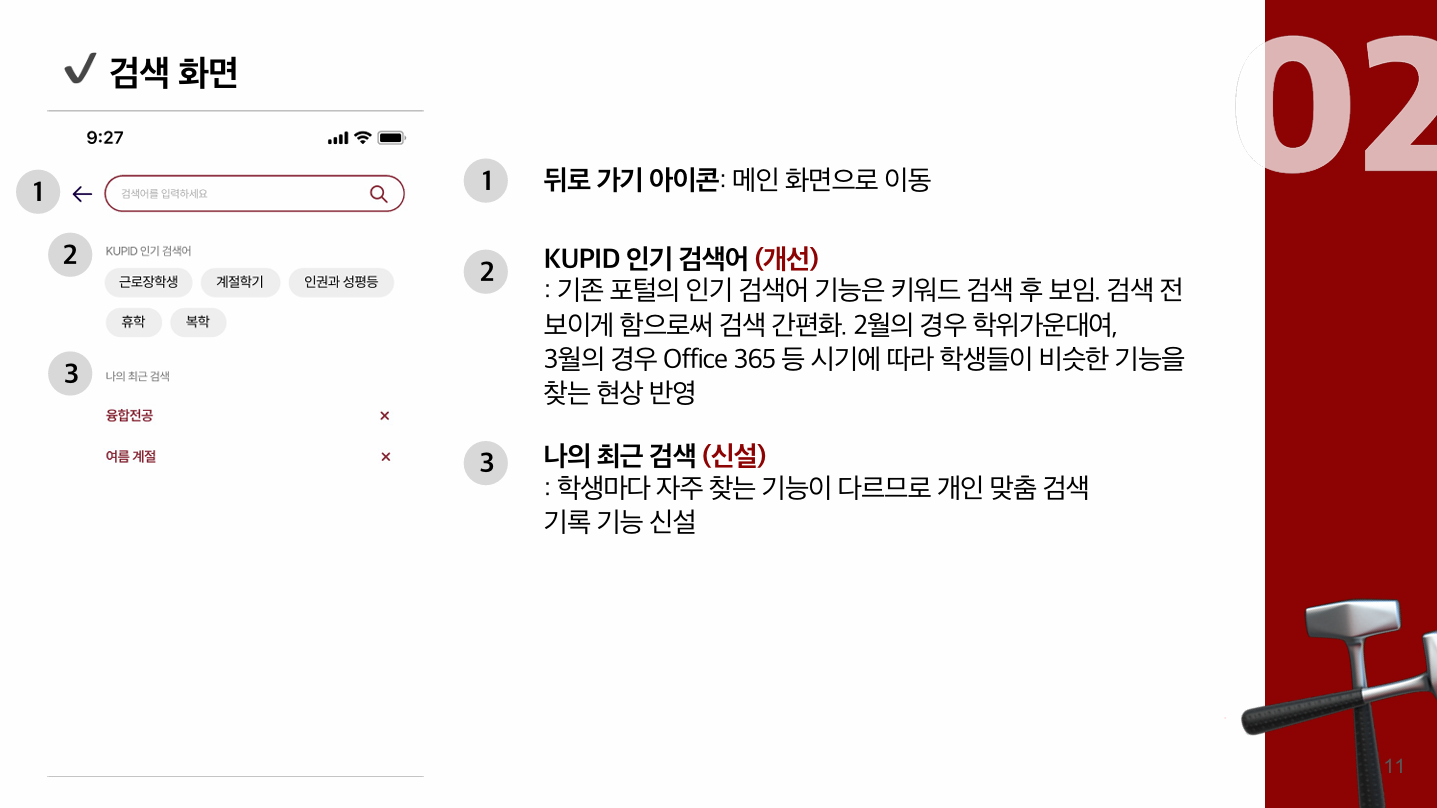 검색 화면
02
9:27
1
검색어를 입력하세요
2
KUPID 인기 검색어
근로장학생
계절학기
인권과 성평등
휴학
복학
3
나의 최근 검색
융합전공
여름 계절
1
뒤로 가기 아이콘: 메인 화면으로 이동
2
KUPID 인기 검색어 (개선)
: 기존 포털의 인기 검색어 기능은 키워드 검색 후 보임. 검색 전
보이게 함으로써 검색 간편화. 2월의 경우 학위가운대여,
3월의 경우 Office 365 등 시기에 따라 학생들이 비슷한 기능을
찾는 현상 반영
3
나의 최근 검색 (신설)
: 학생마다 자주 찾는 기능이 다르므로 개인 맞춤 검색
기록 기능 신설
11